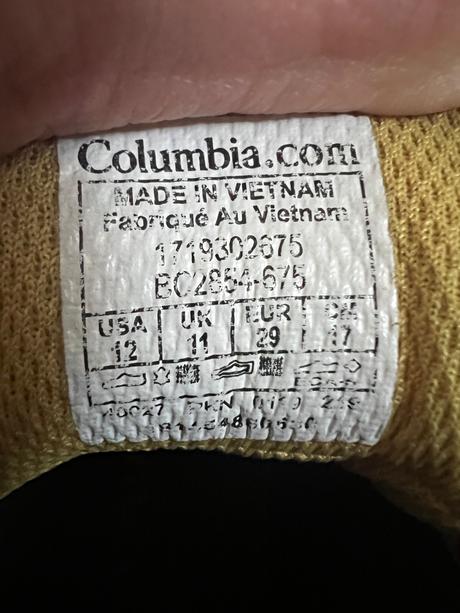 Columbia.com
MADE IN VIETNAM
Fabriqué Au Vietnam
1719302675
BC2854-675
USA UK EUR CM
12 11 29 17